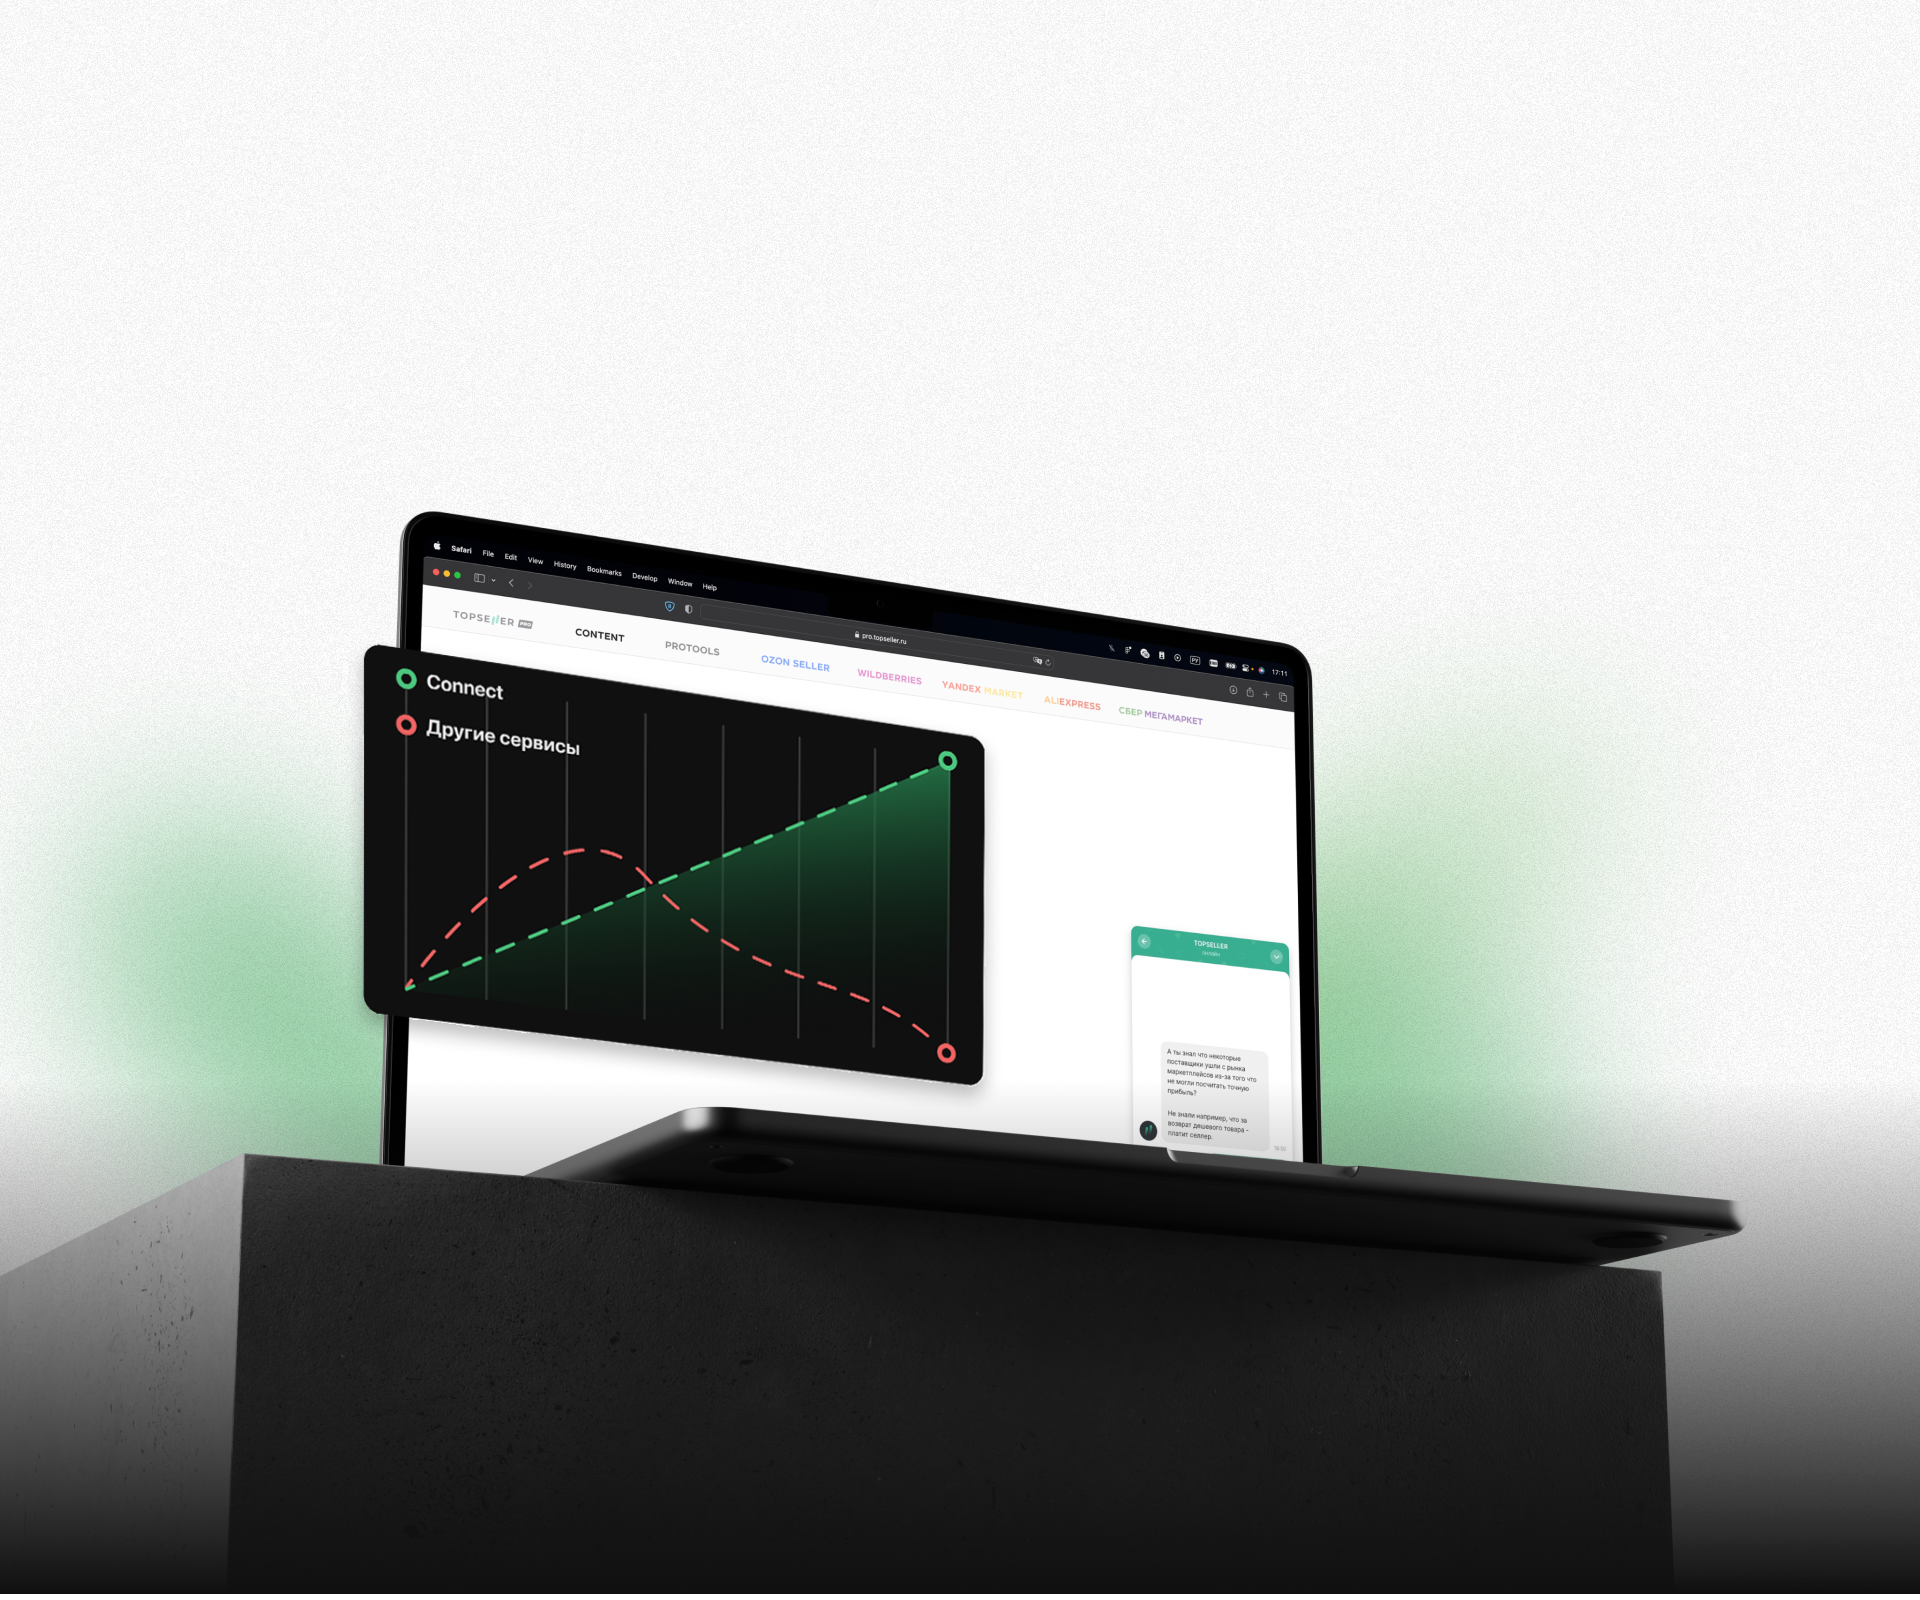 Safari File Edit View History Bookmarks Develop Window Help
РУ 17:11
pro.topseller.ru
TOPSELLER PRO
CONTENT PROTOOLS OZON SELLER WILDBERRIES YANDEX MARKET ALIEXPRESS СБЕР МЕГАМАРКЕТ
Connect
Другие сервисы
TOPSELLER
ОНЛАЙН
А ты знал что некоторые
поставщики ушли с рынка
маркетплейсов из-за того что
не могли посчитать точную
прибыль?
Не знали например, что за
возврат дешевого товара -
платит селлер.